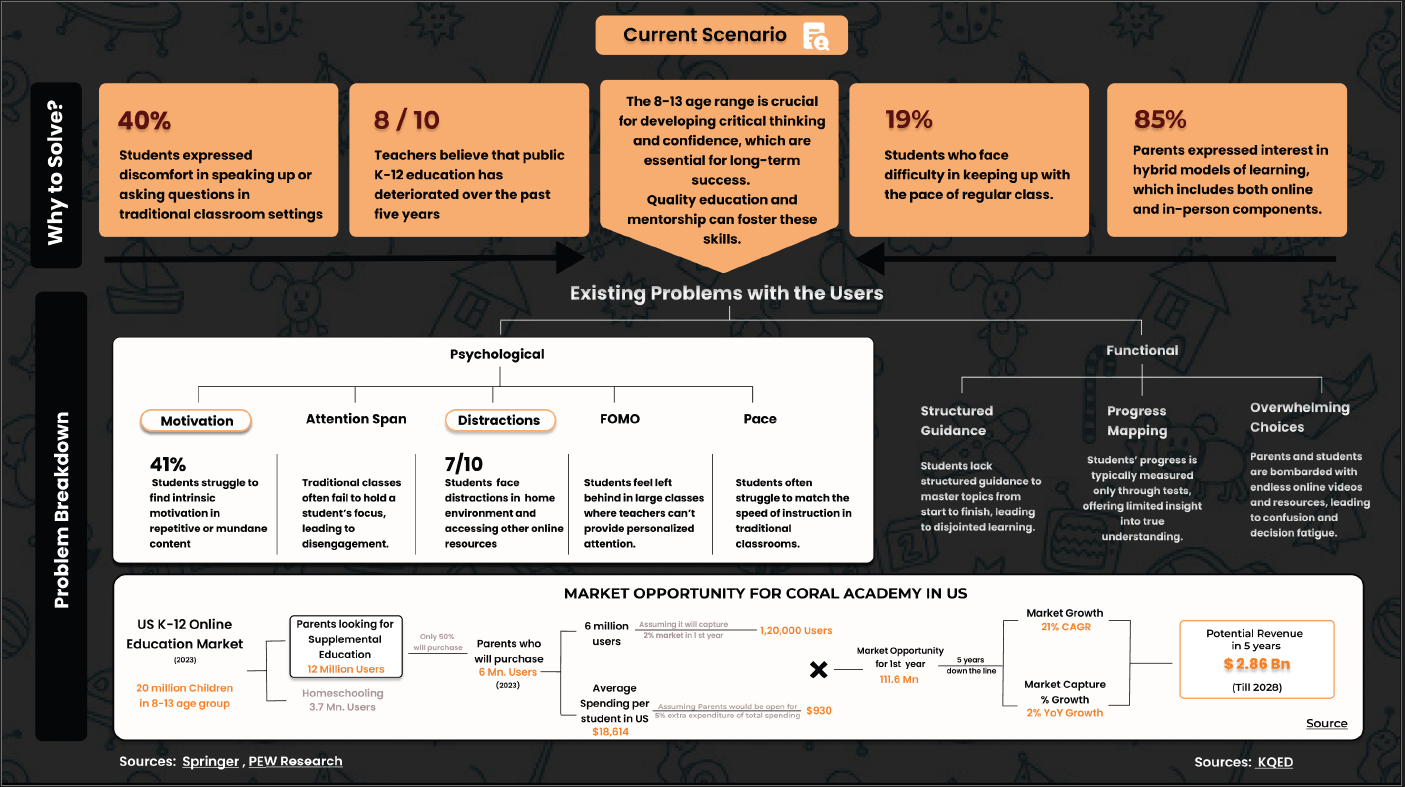 Current Scenario
Why to Solve?
40%
Students expressed
discomfort in speaking up or
asking questions in
traditional classroom settings
8 / 10
Teachers believe that public
K-12 education has
deteriorated over the past
five years
The 8-13 age range is crucial
for developing critical thinking
and confidence, which are
essential for long-term
success.
Quality education and
mentorship can foster these
skills.
19%
Students who face
difficulty in keeping up with
the pace of regular class.
85%
Parents expressed interest in
hybrid models of learning,
which includes both online
and in-person components.
Problem Breakdown
Existing Problems with the Users
Psychological
Motivation
41%
Students struggle to
find intrinsic
motivation in
repetitive or mundane
content
Attention Span
Traditional classes
often fail to hold a
student's focus,
leading to
disengagement.
Distractions
7/10
Students face
distractions in home
environment and
accessing other online
resources
FOMO
Students feel left
behind in large classes
where teachers can't
provide personalized
attention.
Pace
Students often
struggle to match the
speed of instruction in
traditional
classrooms.
Functional
Structured
Guidance
Students lack
structured guidance to
master topics from
start to finish, leading
to disjointed learning.
Progress
Mapping
Students' progress is
typically measured
only through tests,
offering limited insight
into true
understanding.
Overwhelming
Choices
Parents and students
are bombarded with
endless online videos
and resources, leading
to confusion and
decision fatigue.
MARKET OPPORTUNITY FOR CORAL ACADEMY IN US
US K-12 Online
Education Market
(2023)
20 million Children
in 8-13 age group
Parents looking for
Supplemental
Education
12 Million Users
Homeschooling
3.7 Mn. Users
Only 50%
will purchase
Parents who
will purchase
6 Mn. Users
(2023)
6 million
users
Assuming it will capture
2% market in 1 st year
1,20,000 Users
Average
Spending per
student in US
$18,614
Assuming Parents would be open for
5% extra expenditure of total spending
$930
Market Opportunity
for 1st year
111.6 Mn
5 years
down the line
Market Growth
21% CAGR
Market Capture
% Growth
2% YoY Growth
Potential Revenue
in 5 years
$ 2.86 Bn
(Till 2028)
Source
Sources: Springer , PEW Research
Sources: KQED